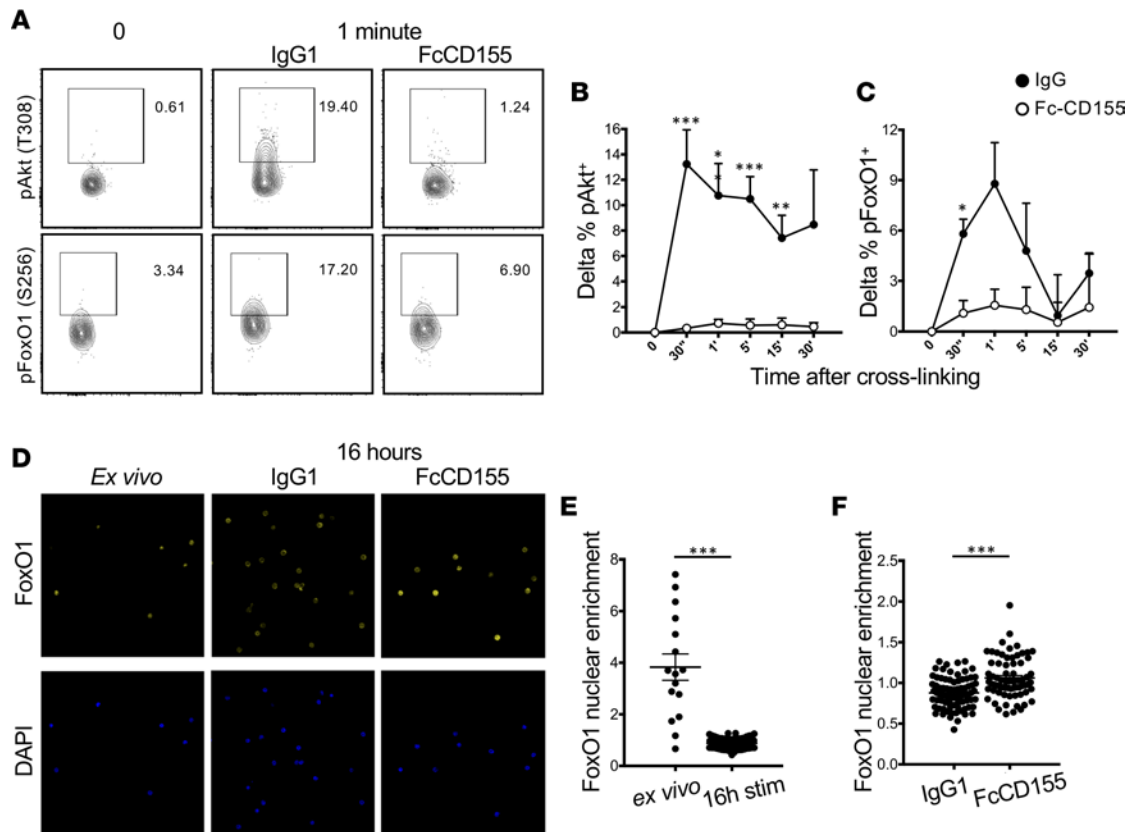 A
0
1 minute
IgG1
FcCD155
pAkt (T308)
0.61
19.40
1.24
pFoxO1 (S256)
3.34
17.20
6.90
B
Delta % pAkt⁺
16
14
12
10
8
6
4
2
0
***
*
*
***
**
0
30"
1'
5'
15'
30'
C
IgG
Fc-CD155
Delta % pFoxO1⁺
12
9
6
3
0
*
0
30"
1'
5'
15'
30'
Time after cross-linking
D
16 hours
Ex vivo
IgG1
FcCD155
FoxO1
DAPI
E
FoxO1 nuclear enrichment
8
6
4
2
0
***
ex vivo
16h stim
F
FoxO1 nuclear enrichment
2.5
2.0
1.5
1.0
0.5
0.0
***
IgG1
FcCD155